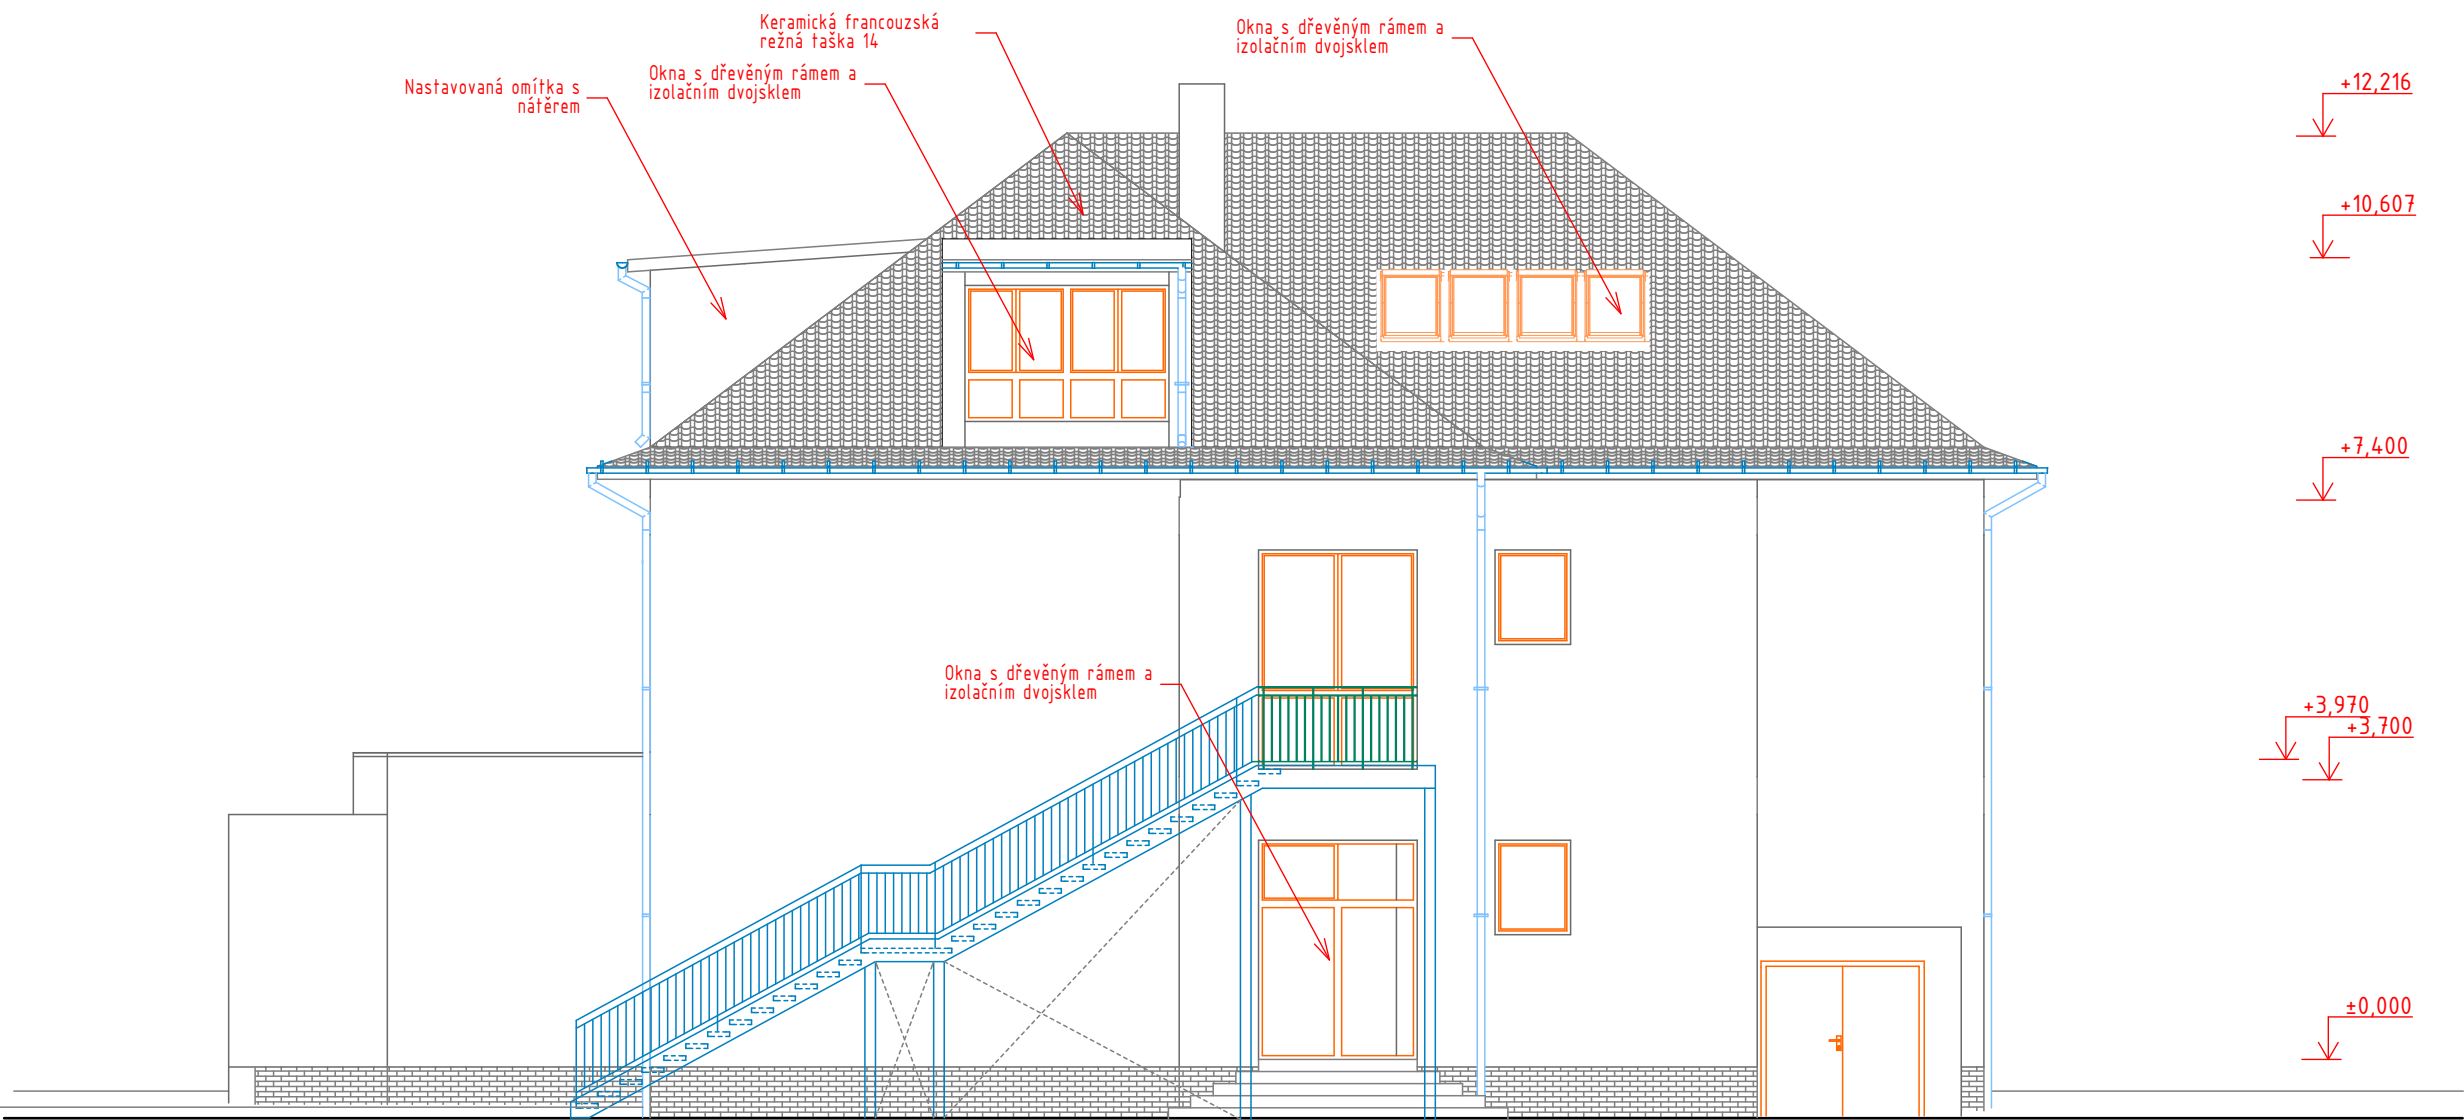 Keramická francouzská
režná taška 14
Okna s dřevěným rámem a
izolačním dvojsklem
Nastavovaná omítka s
nátěrem
Okna s dřevěným rámem a
izolačním dvojsklem
+12,216
+10,607
+7,400
Okna s dřevěným rámem a
izolačním dvojsklem
+3,970
+3,700
±0,000